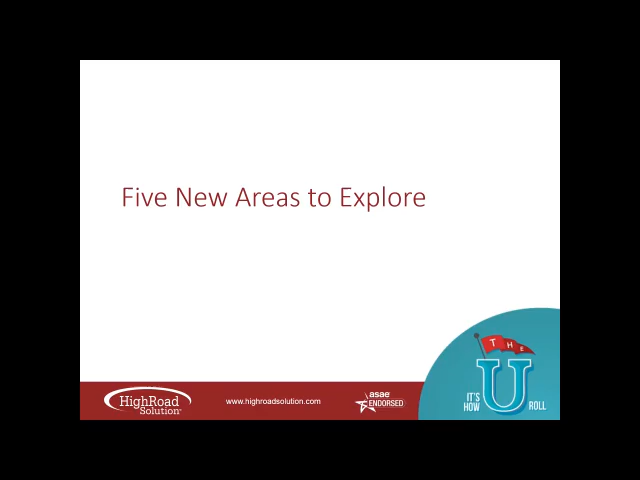 Five New Areas to Explore
THE
HighRoad
Solution
www.highroadsolution.com
asae
ENDORSED
IT'S
HOW
U
ROLL